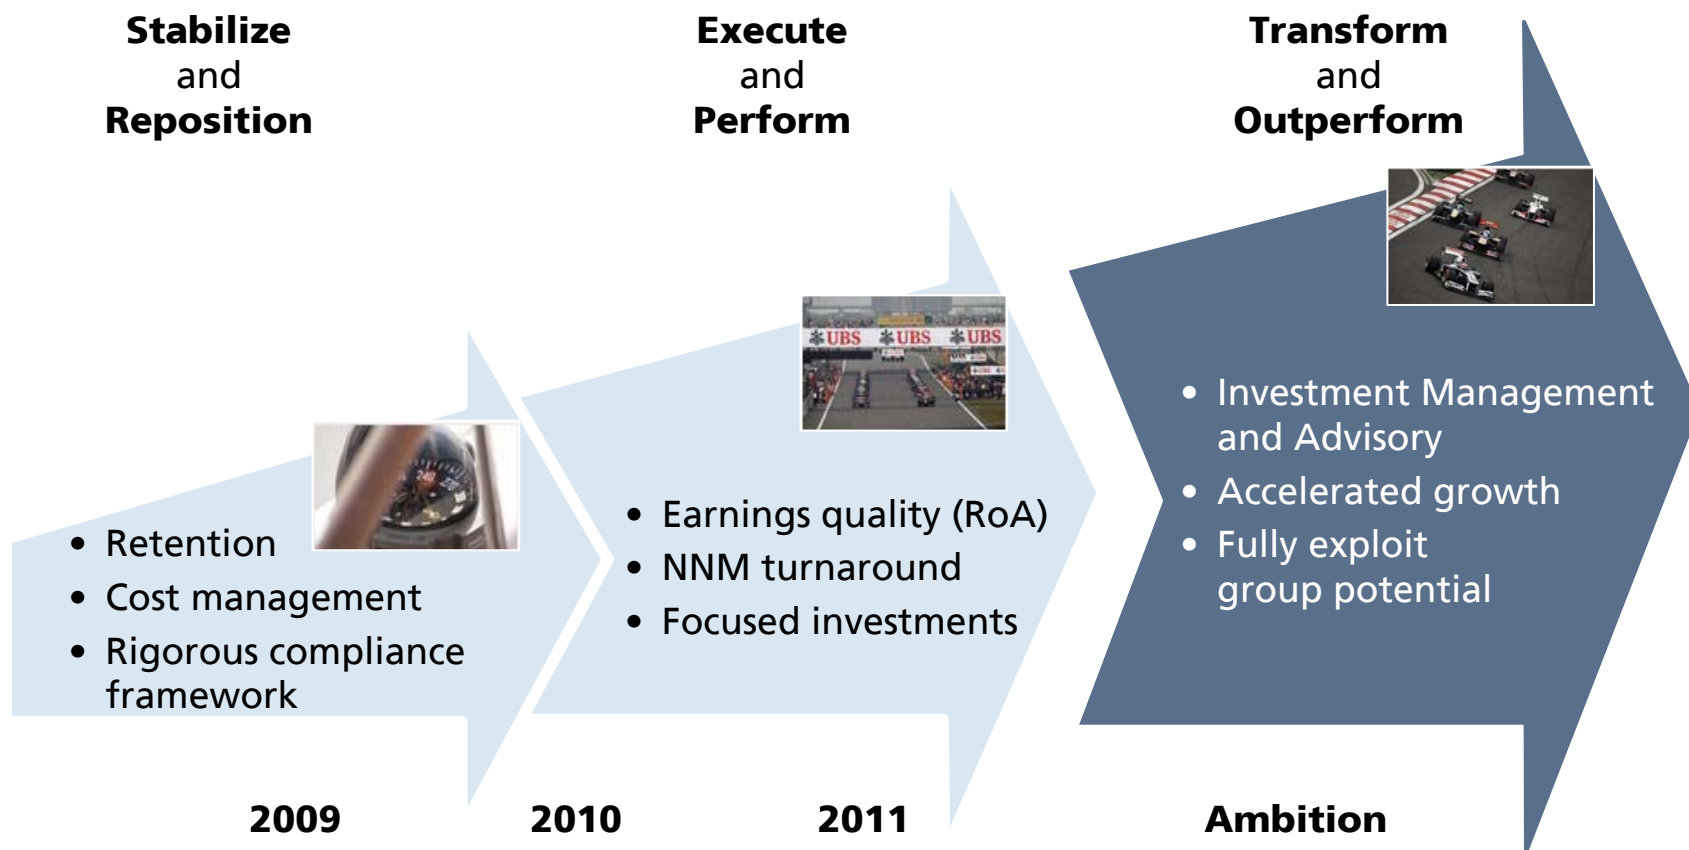 Stabilize
and
Reposition
Execute
and
Perform
Transform
and
Outperform
UBS UBS UBS
240
• Retention
• Cost management
• Rigorous compliance
framework
• Earnings quality (RoA)
• NNM turnaround
• Focused investments
• Investment Management
and Advisory
• Accelerated growth
• Fully exploit
group potential
2009
2010
2011
Ambition